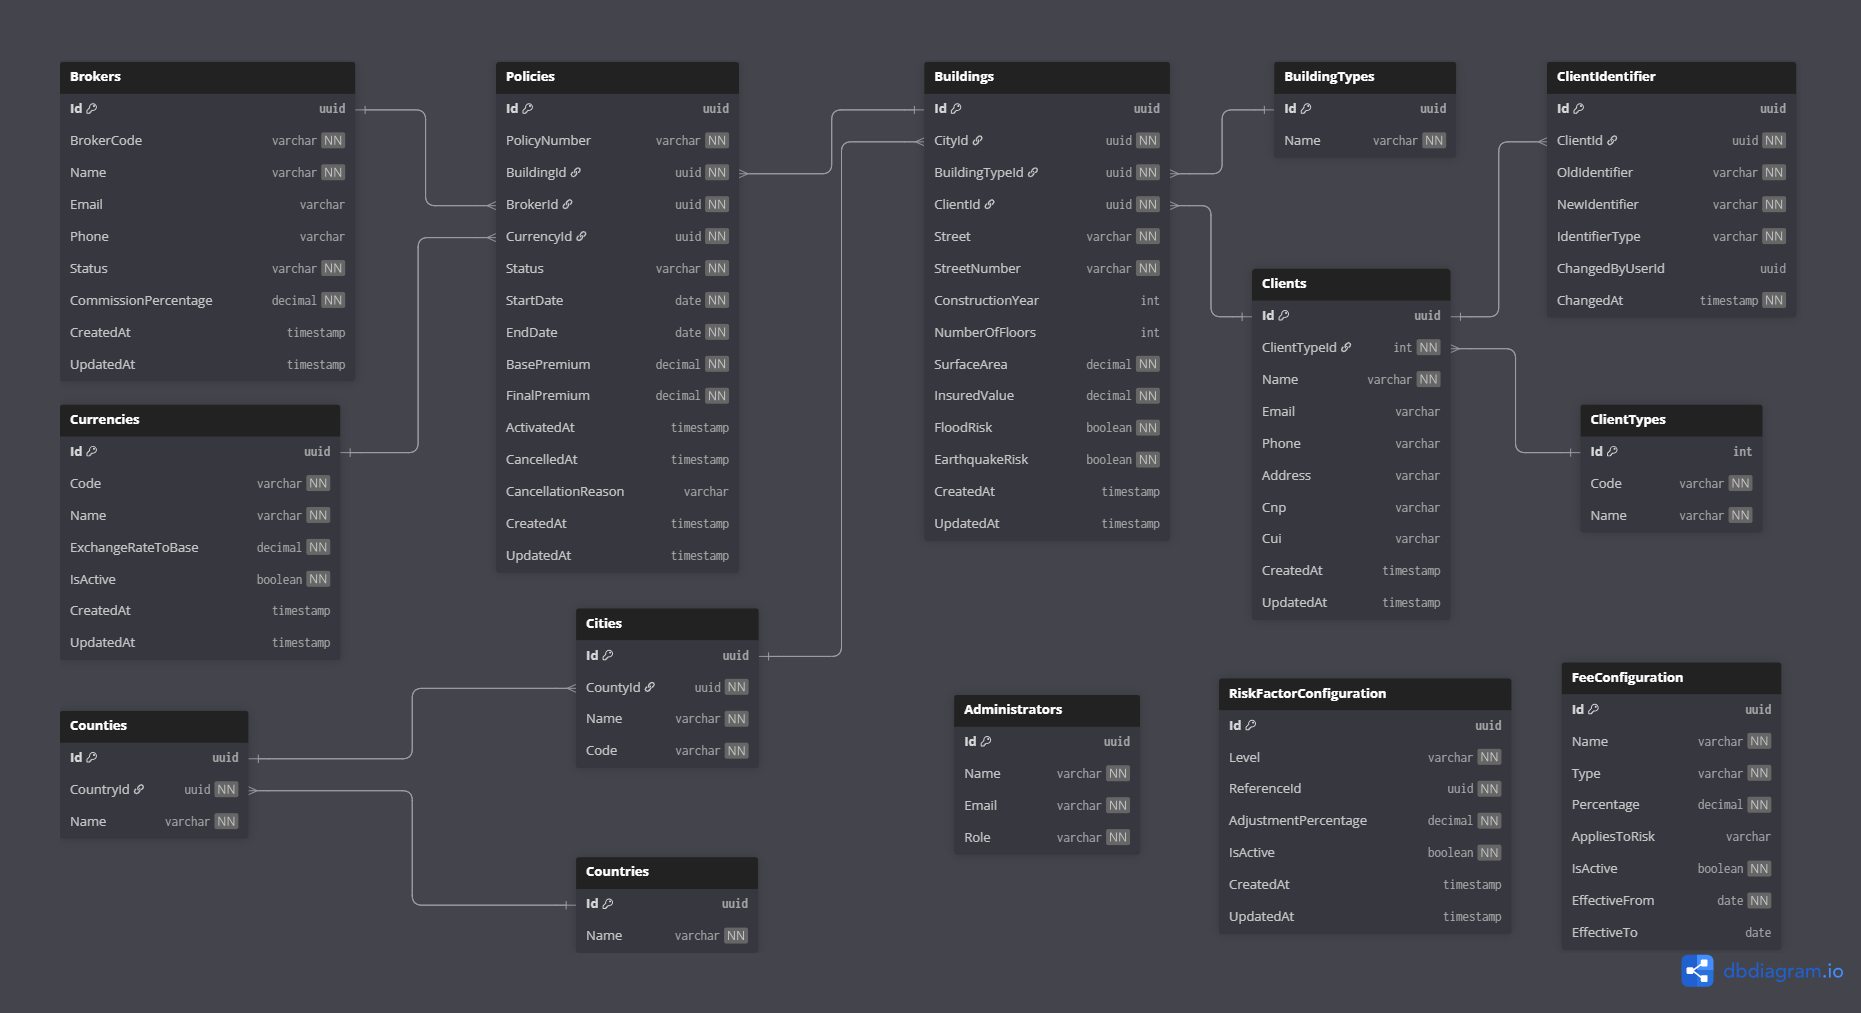 Brokers
Id uuid
BrokerCode varchar NN
Name varchar NN
Email varchar
Phone varchar
Status varchar NN
CommissionPercentage decimal NN
CreatedAt timestamp
UpdatedAt timestamp
Policies
Id uuid
PolicyNumber varchar NN
BuildingId uuid NN
BrokerId uuid NN
CurrencyId uuid NN
Status varchar NN
StartDate date NN
EndDate date NN
BasePremium decimal NN
FinalPremium decimal NN
ActivatedAt timestamp
CancelledAt timestamp
CancellationReason varchar
CreatedAt timestamp
UpdatedAt timestamp
Buildings
Id uuid
CityId uuid NN
BuildingTypeId uuid NN
ClientId uuid NN
Street varchar NN
StreetNumber varchar NN
ConstructionYear int
NumberOfFloors int
SurfaceArea decimal NN
InsuredValue decimal NN
FloodRisk boolean NN
EarthquakeRisk boolean NN
CreatedAt timestamp
UpdatedAt timestamp
BuildingTypes
Id uuid
Name varchar NN
ClientIdentifier
Id uuid
ClientId uuid NN
OldIdentifier varchar NN
NewIdentifier varchar NN
IdentifierType varchar NN
ChangedByUserId uuid
ChangedAt timestamp NN
Clients
Id uuid
ClientTypeId int NN
Name varchar NN
Email varchar
Phone varchar
Address varchar
Cnp varchar
Cui varchar
CreatedAt timestamp
UpdatedAt timestamp
ClientTypes
Id int
Code varchar NN
Name varchar NN
Currencies
Id uuid
Code varchar NN
Name varchar NN
ExchangeRateToBase decimal NN
IsActive boolean NN
CreatedAt timestamp
UpdatedAt timestamp
Cities
Id uuid
CountyId uuid NN
Name varchar NN
Code varchar NN
Counties
Id uuid
CountryId uuid NN
Name varchar NN
Countries
Id uuid
Name varchar NN
Administrators
Id uuid
Name varchar NN
Email varchar NN
Role varchar NN
RiskFactorConfiguration
Id uuid
Level varchar NN
ReferenceId uuid NN
AdjustmentPercentage decimal NN
IsActive boolean NN
CreatedAt timestamp
UpdatedAt timestamp
FeeConfiguration
Id uuid
Name varchar NN
Type varchar NN
Percentage decimal NN
AppliesToRisk varchar
IsActive boolean NN
EffectiveFrom date NN
EffectiveTo date
dbdiagram.io